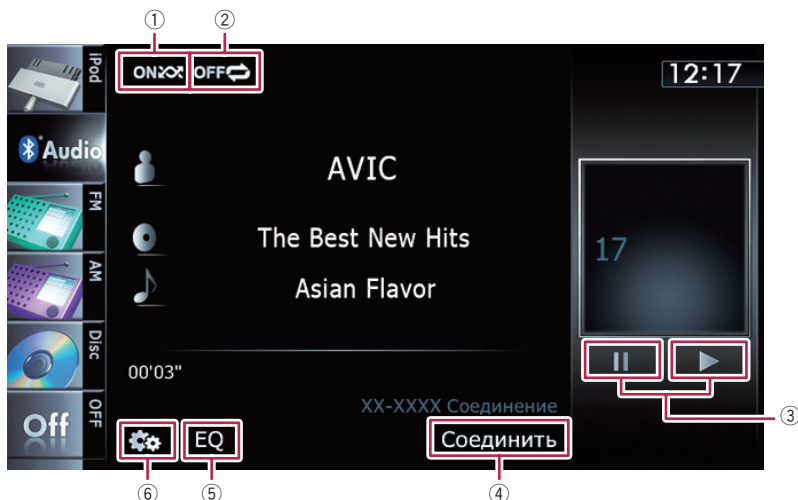 ① ②
iPod
ON OFF
12:17
Audio
AVIC
FM
The Best New Hits
17
AM
Asian Flavor
Disc
00'03"
XX-XXXX Соединение
OFF
Off
EQ
Соединить
③
⑥ ⑤ ④